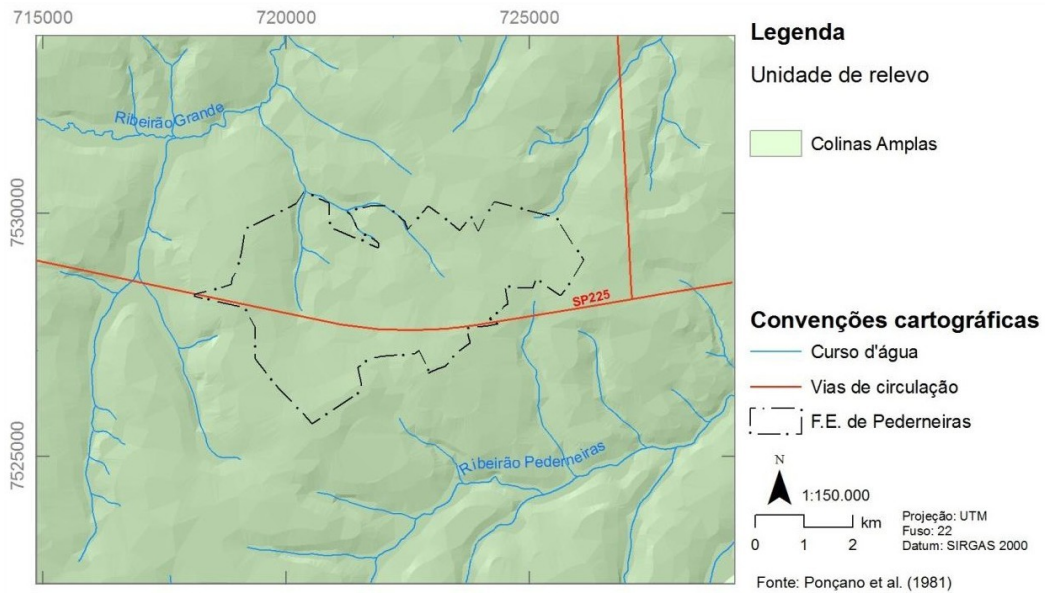 715000
720000
725000
7530000
7525000
Ribeirão Grande
SP225
Ribeirão Pederneiras
Legenda
Unidade de relevo
Colinas Amplas
Convenções cartográficas
Curso d'água
Vias de circulação
F.E. de Pederneiras
N
1:150.000
km
0 1 2
Projeção: UTM
Fuso: 22
Datum: SIRGAS 2000
Fonte: Ponçano et al. (1981)